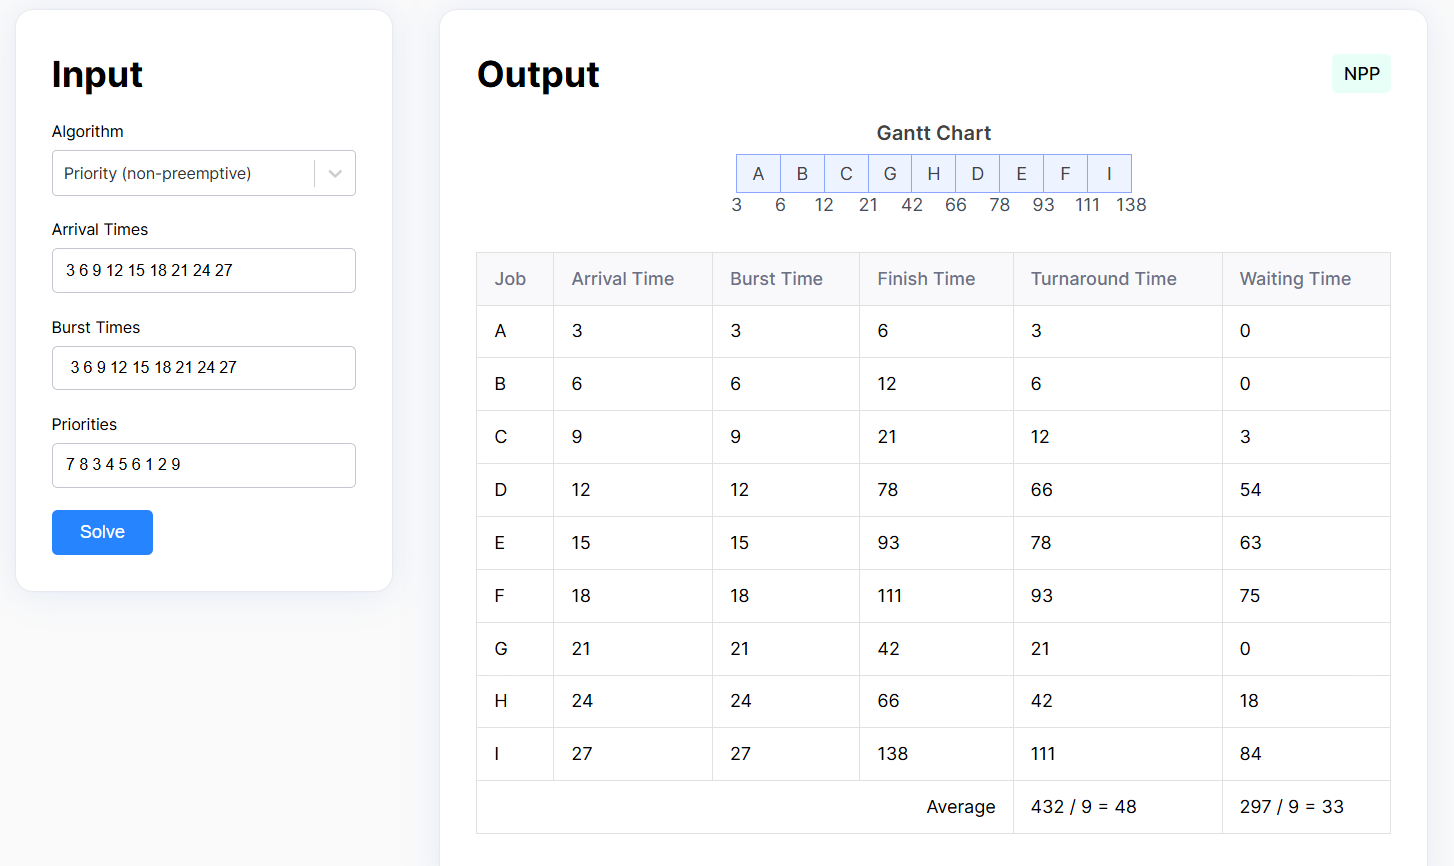 Input
Algorithm
Priority (non-preemptive)
Arrival Times
3 6 9 12 15 18 21 24 27
Burst Times
3 6 9 12 15 18 21 24 27
Priorities
7 8 3 4 5 6 1 2 9
Solve
Output
NPP
Gantt Chart
A B C G H D E F I
3 6 12 21 42 66 78 93 111 138
Job Arrival Time Burst Time Finish Time Turnaround Time Waiting Time
A 3 3 6 3 0
B 6 6 12 6 0
C 9 9 21 12 3
D 12 12 78 66 54
E 15 15 93 78 63
F 18 18 111 93 75
G 21 21 42 21 0
H 24 24 66 42 18
I 27 27 138 111 84
Average 432 / 9 = 48 297 / 9 = 33